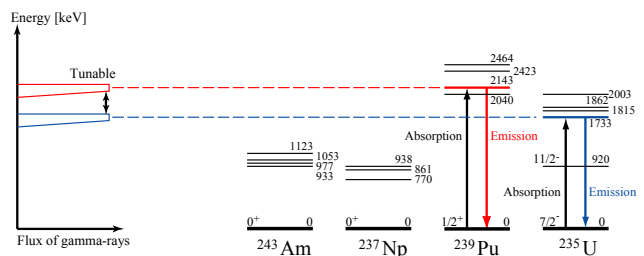 Energy [keV]
Tunable
Flux of gamma-rays
1123
1053
977
933
0⁺ 0
²⁴³Am
938
861
770
0⁺ 0
²³⁷Np
2464
2423
2143
2040
Absorption
Emission
1/2⁺ 0
²³⁹Pu
2003
1862
1815
1733
11/2⁻ 920
Absorption
Emission
7/2⁻ 0
²³⁵U